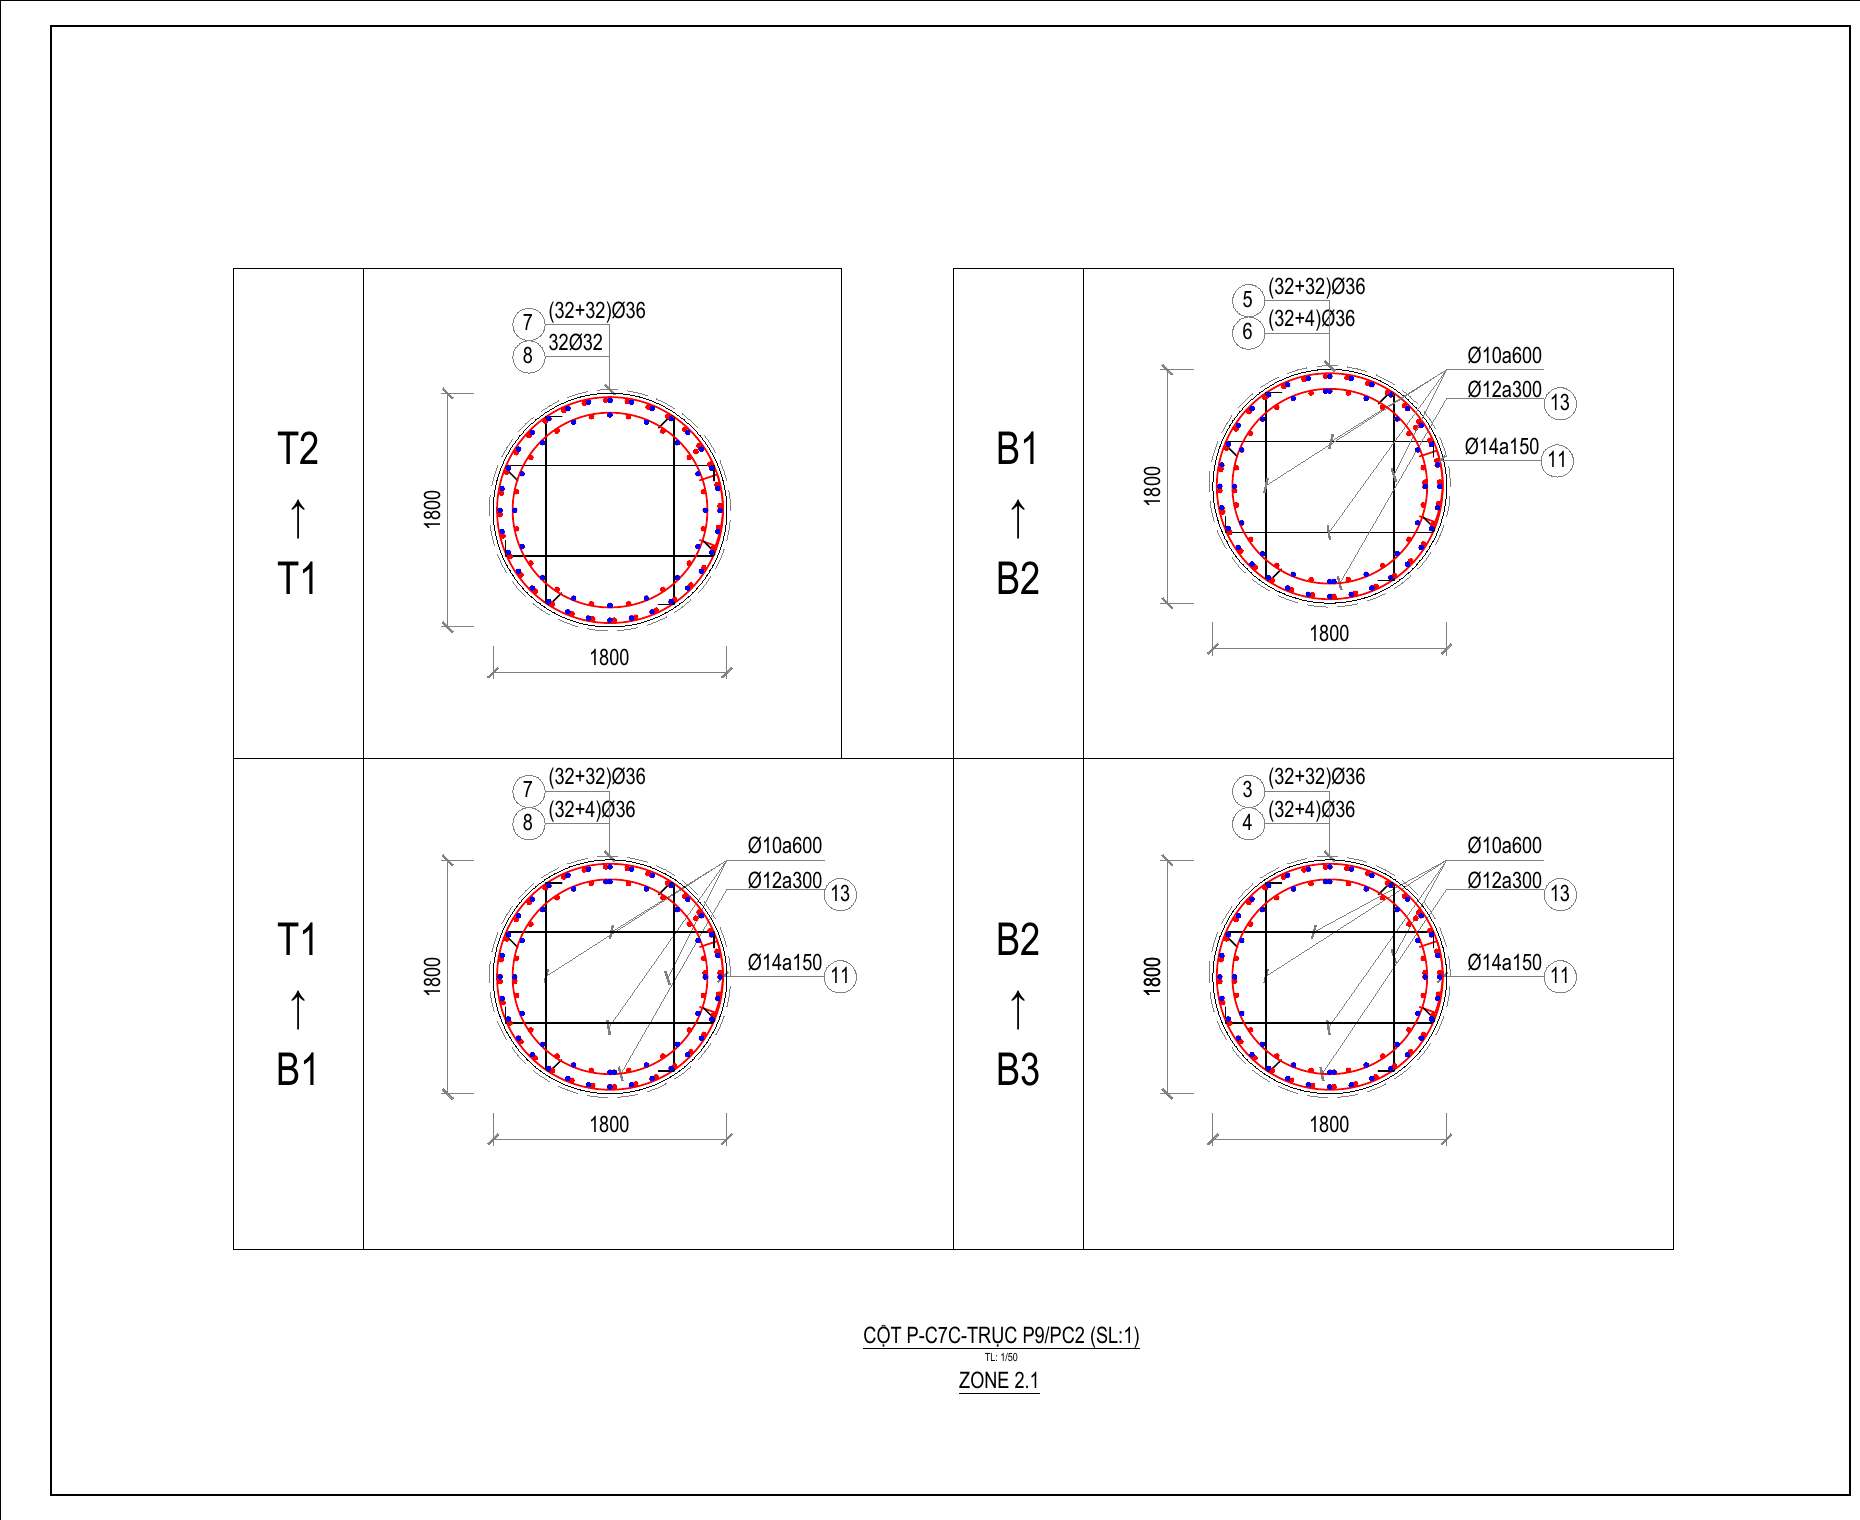 T2
↑
T1
7 (32+32)Ø36
8 32Ø32
1800
1800
B1
↑
B2
5 (32+32)Ø36
6 (32+4)Ø36
Ø10a600
Ø12a300 13
Ø14a150 11
1800
1800
T1
↑
B1
7 (32+32)Ø36
8 (32+4)Ø36
Ø10a600
Ø12a300 13
Ø14a150 11
1800
1800
B2
↑
B3
3 (32+32)Ø36
4 (32+4)Ø36
Ø10a600
Ø12a300 13
Ø14a150 11
1800
1800
CỘT P-C7C-TRỤC P9/PC2 (SL:1)
TL: 1/50
ZONE 2.1